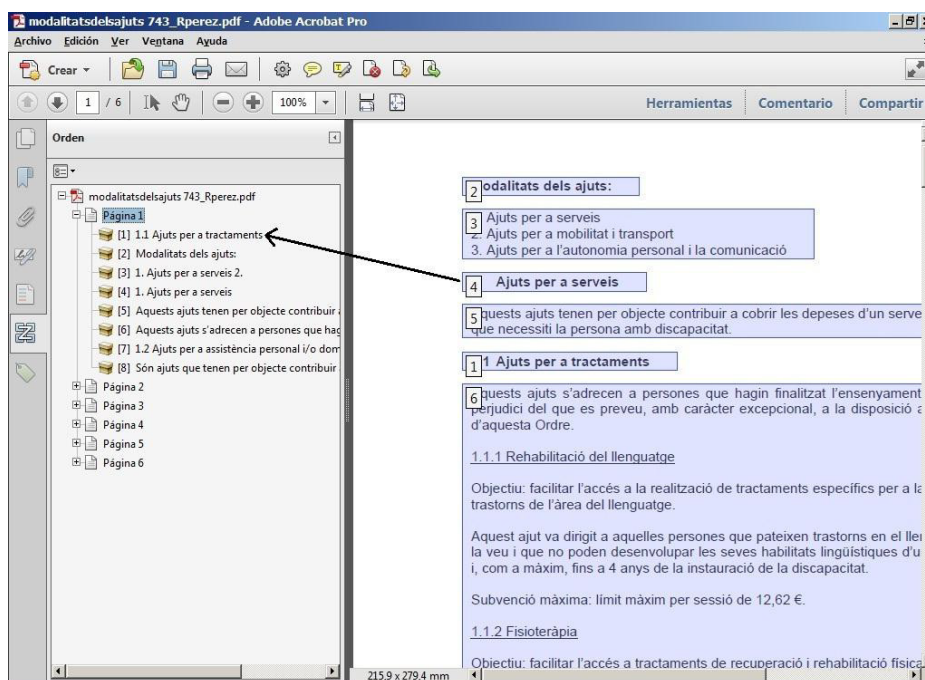 modalitatsdelsajuts 743_Rperez.pdf - Adobe Acrobat Pro
Archivo Edición Ver Ventana Ayuda
Crear
1 / 6 100% Herramientas Comentario Compartir
Orden
modalitatsdelsajuts 743_Rperez.pdf
Página 1
[1] 1.1 Ajuts per a tractaments
[2] Modalitats dels ajuts:
[3] 1. Ajuts per a serveis 2.
[4] 1. Ajuts per a serveis
[5] Aquests ajuts tenen per objecte contribuir
[6] Aquests ajuts s'adrecen a persones que hag
[7] 1.2 Ajuts per a assistència personal i/o dom
[8] Són ajuts que tenen per objecte contribuir
Página 2
Página 3
Página 4
Página 5
Página 6
2 odalitats dels ajuts:
3 Ajuts per a serveis
2. Ajuts per a mobilitat i transport
3. Ajuts per a l'autonomia personal i la comunicació
4 Ajuts per a serveis
5 quests ajuts tenen per objecte contribuir a cobrir les depeses d'un serve
que necessiti la persona amb discapacitat.
1 1 Ajuts per a tractaments
6 quests ajuts s'adrecen a persones que hagin finalitzat l'ensenyament
perjudici del que es preveu, amb caràcter excepcional, a la disposició a
d'aquesta Ordre.
1.1.1 Rehabilitació del llenguatge
Objectiu: facilitar l'accés a la realització de tractaments específics per a la
trastorns de l'àrea del llenguatge.
Aquest ajut va dirigit a aquelles persones que pateixen trastorns en el ller
la veu i que no poden desenvolupar les seves habilitats lingüístiques d'u
i, com a màxim, fins a 4 anys de la instauració de la discapacitat.
Subvenció màxima: límit màxim per sessió de 12,62 €.
1.1.2 Fisioteràpia
Objectiu: facilitar l'accés a tractaments de recuperació i rehabilitació física
215,9 x 279,4 mm